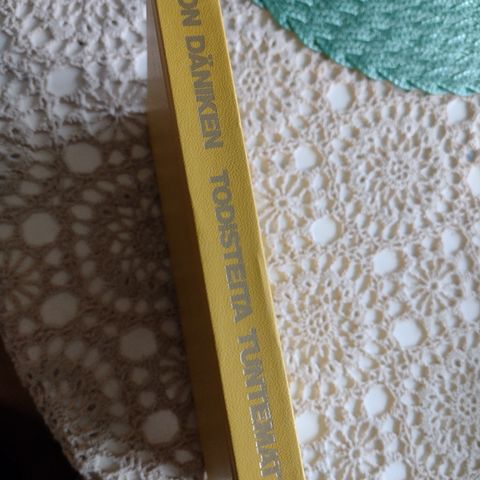 ON DÄNIKEN TODISTEITA TUNTEMAT